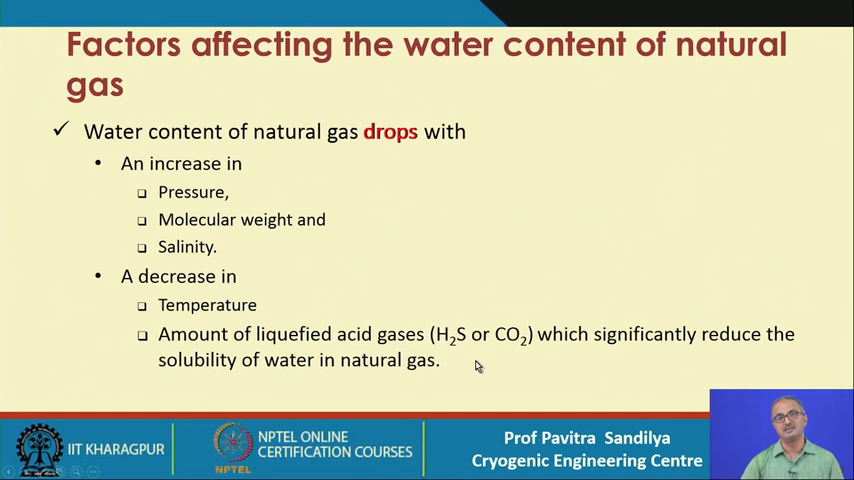 Factors affecting the water content of natural
gas
✓ Water content of natural gas drops with
• An increase in
❑ Pressure,
❑ Molecular weight and
❑ Salinity.
• A decrease in
❑ Temperature
❑ Amount of liquefied acid gases (H₂S or CO₂) which significantly reduce the
solubility of water in natural gas.
IIT KHARAGPUR
NPTEL
NPTEL ONLINE
CERTIFICATION COURSES
Prof Pavitra Sandilya
Cryogenic Engineering Centre